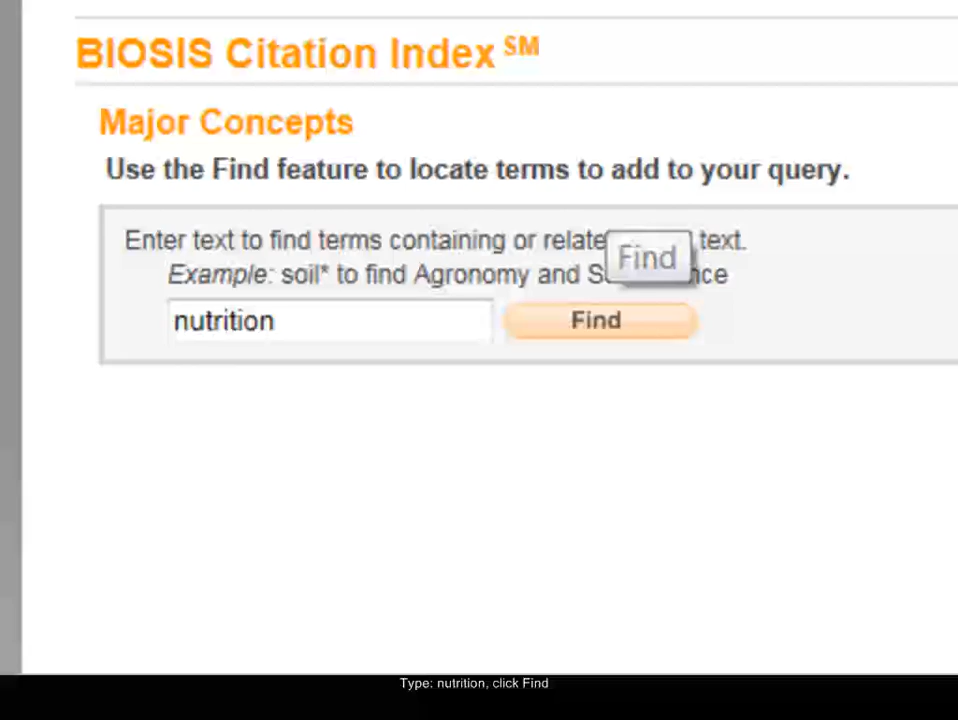 BIOSIS Citation Index SM
Major Concepts
Use the Find feature to locate terms to add to your query.
Enter text to find terms containing or relate text.
Find
Example: soil* to find Agronomy and S ce
nutrition
Find
Type: nutrition, click Find